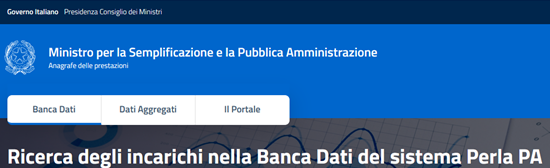 Governo Italiano Presidenza Consiglio dei Ministri
Ministro per la Semplificazione e la Pubblica Amministrazione
Anagrafe delle prestazioni
Banca Dati Dati Aggregati Il Portale
Ricerca degli incarichi nella Banca Dati del sistema Perla PA